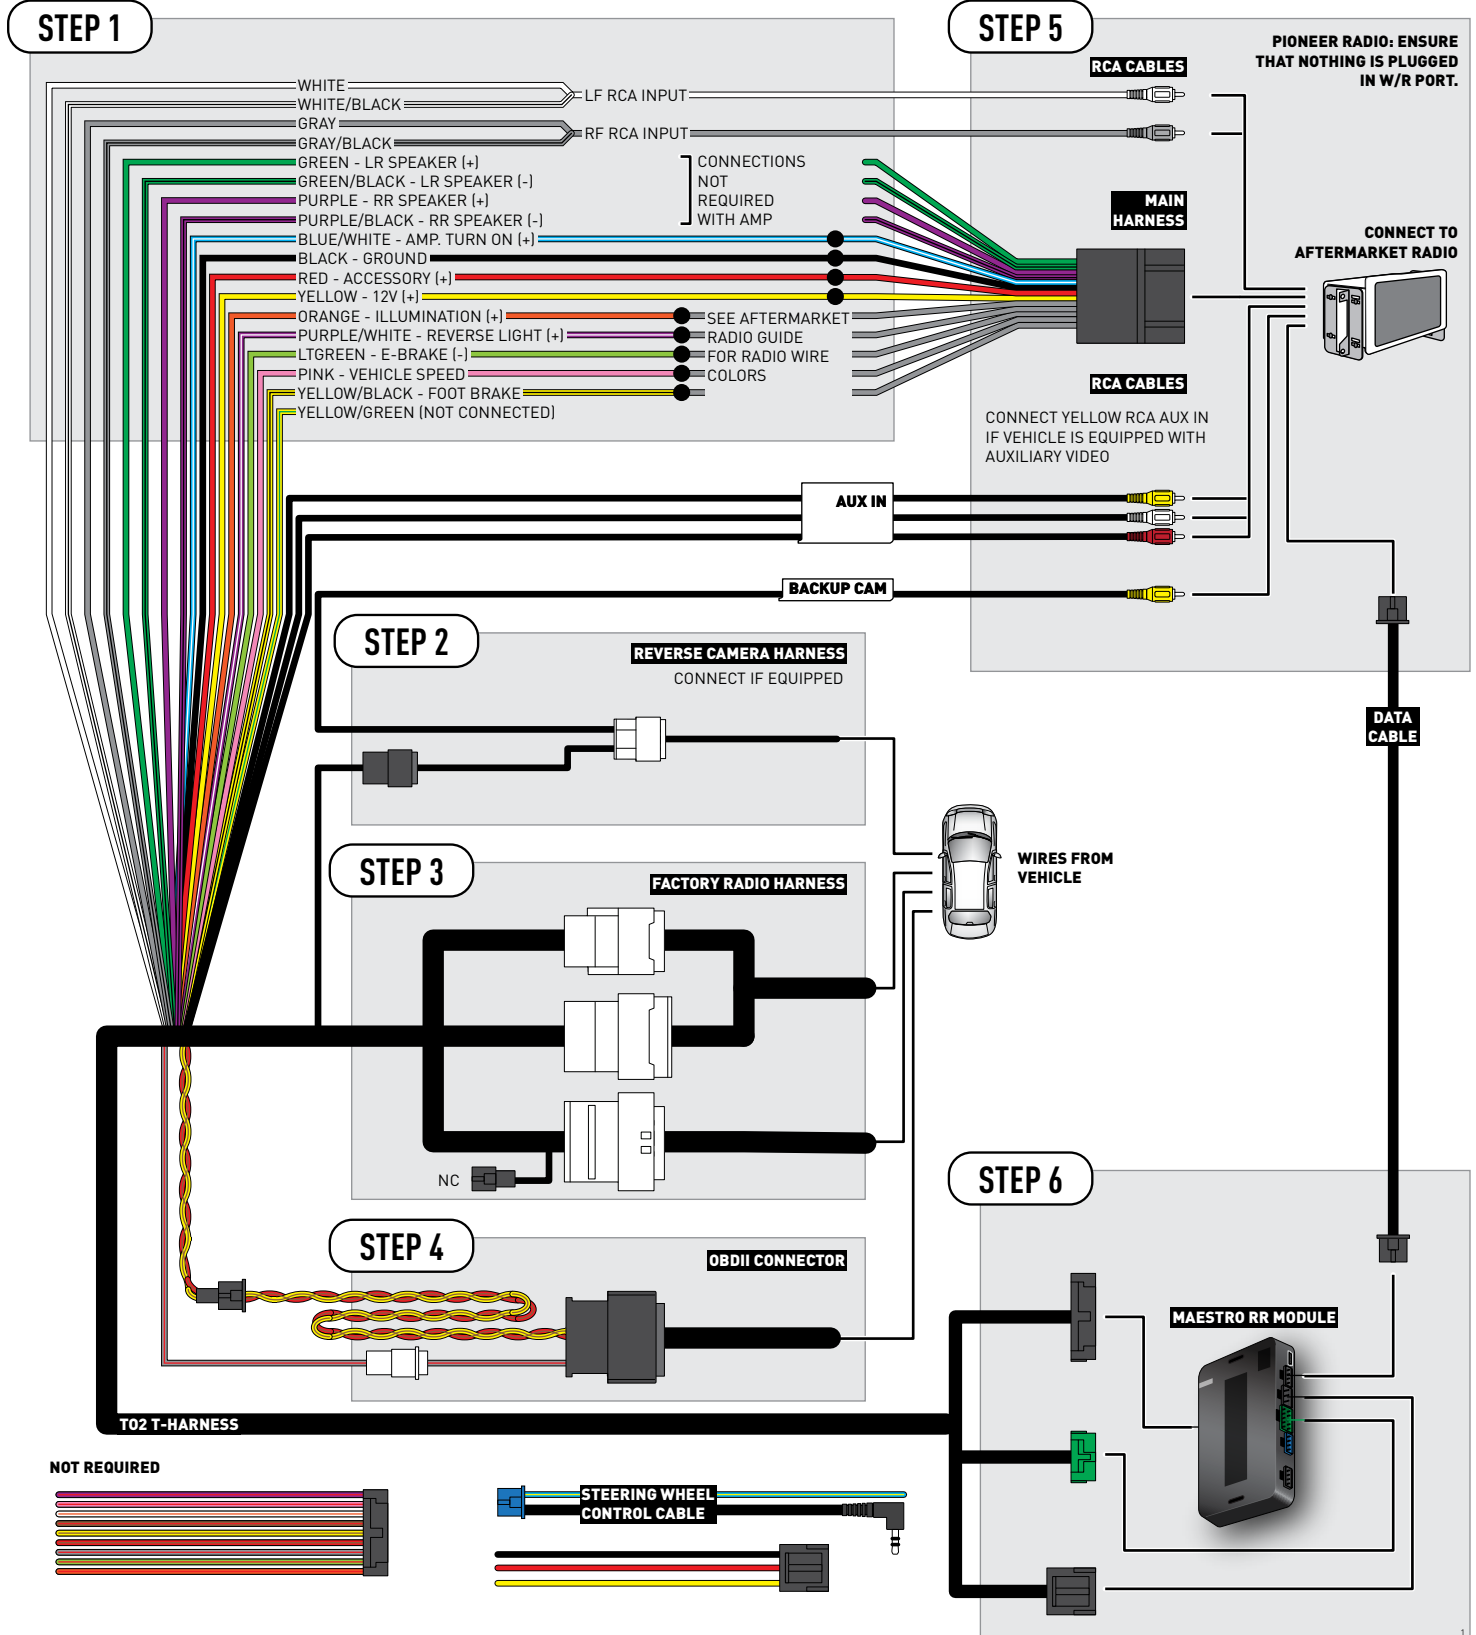 STEP 1
WHITE
WHITE/BLACK
LF RCA INPUT
GRAY
GRAY/BLACK
RF RCA INPUT
GREEN - LR SPEAKER (+)
GREEN/BLACK - LR SPEAKER (-)
PURPLE - RR SPEAKER (+)
PURPLE/BLACK - RR SPEAKER (-)
CONNECTIONS
NOT
REQUIRED
WITH AMP
BLUE/WHITE - AMP. TURN ON (+)
BLACK - GROUND
RED - ACCESSORY (+)
YELLOW - 12V (+)
ORANGE - ILLUMINATION (+)
PURPLE/WHITE - REVERSE LIGHT (+)
LTGREEN - E-BRAKE (-)
PINK - VEHICLE SPEED
YELLOW/BLACK - FOOT BRAKE
YELLOW/GREEN (NOT CONNECTED)
SEE AFTERMARKET
RADIO GUIDE
FOR RADIO WIRE
COLORS
STEP 5
PIONEER RADIO: ENSURE
THAT NOTHING IS PLUGGED
IN W/R PORT.
RCA CABLES
MAIN
HARNESS
CONNECT TO
AFTERMARKET RADIO
RCA CABLES
CONNECT YELLOW RCA AUX IN
IF VEHICLE IS EQUIPPED WITH
AUXILIARY VIDEO
AUX IN
BACKUP CAM
STEP 2
REVERSE CAMERA HARNESS
CONNECT IF EQUIPPED
DATA
CABLE
STEP 3
FACTORY RADIO HARNESS
WIRES FROM
VEHICLE
NC
STEP 4
OBDII CONNECTOR
STEP 6
MAESTRO RR MODULE
TO2 T-HARNESS
NOT REQUIRED
STEERING WHEEL
CONTROL CABLE
1